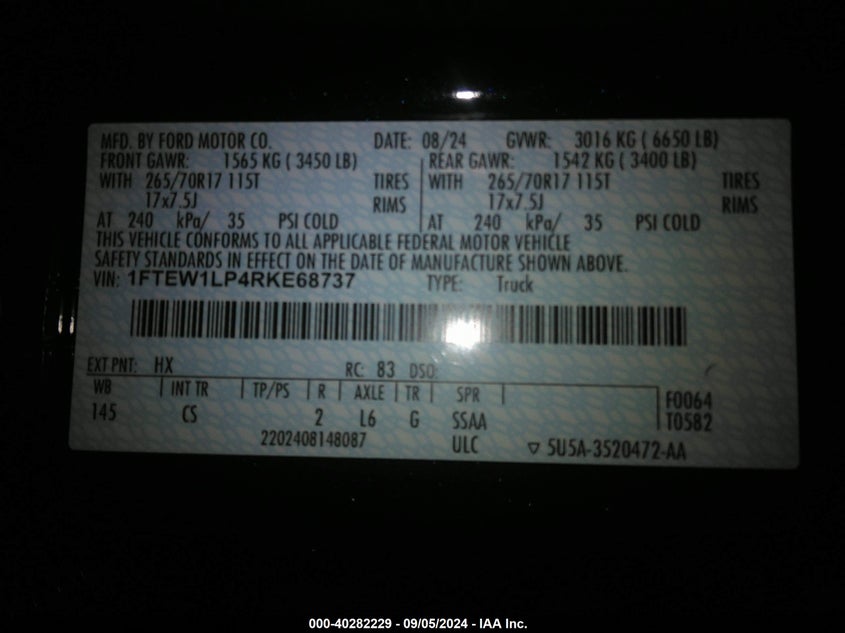 MFD. BY FORD MOTOR CO. DATE: 08/24 GVWR: 3016 KG ( 6650 LB)
FRONT GAWR: 1565 KG ( 3450 LB) REAR GAWR: 1542 KG ( 3400 LB)
WITH 265/70R17 115T TIRES WITH 265/70R17 115T TIRES
17x7.5J RIMS 17x7.5J RIMS
AT 240 kPa/ 35 PSI COLD AT 240 kPa/ 35 PSI COLD
THIS VEHICLE CONFORMS TO ALL APPLICABLE FEDERAL MOTOR VEHICLE
SAFETY STANDARDS IN EFFECT ON THE DATE OF MANUFACTURE SHOWN ABOVE.
VIN: 1FTEW1LP4RKE68737 TYPE: Truck
EXT PNT: HX RC: 83 DSO:
WB INT TR TP/PS R AXLE TR SPR F0064
145 CS 2 L6 G SSAA T0582
2202408148087 ULC ▽ 5U5A-3520472-AA
000-40282229 - 09/05/2024 - IAA Inc.